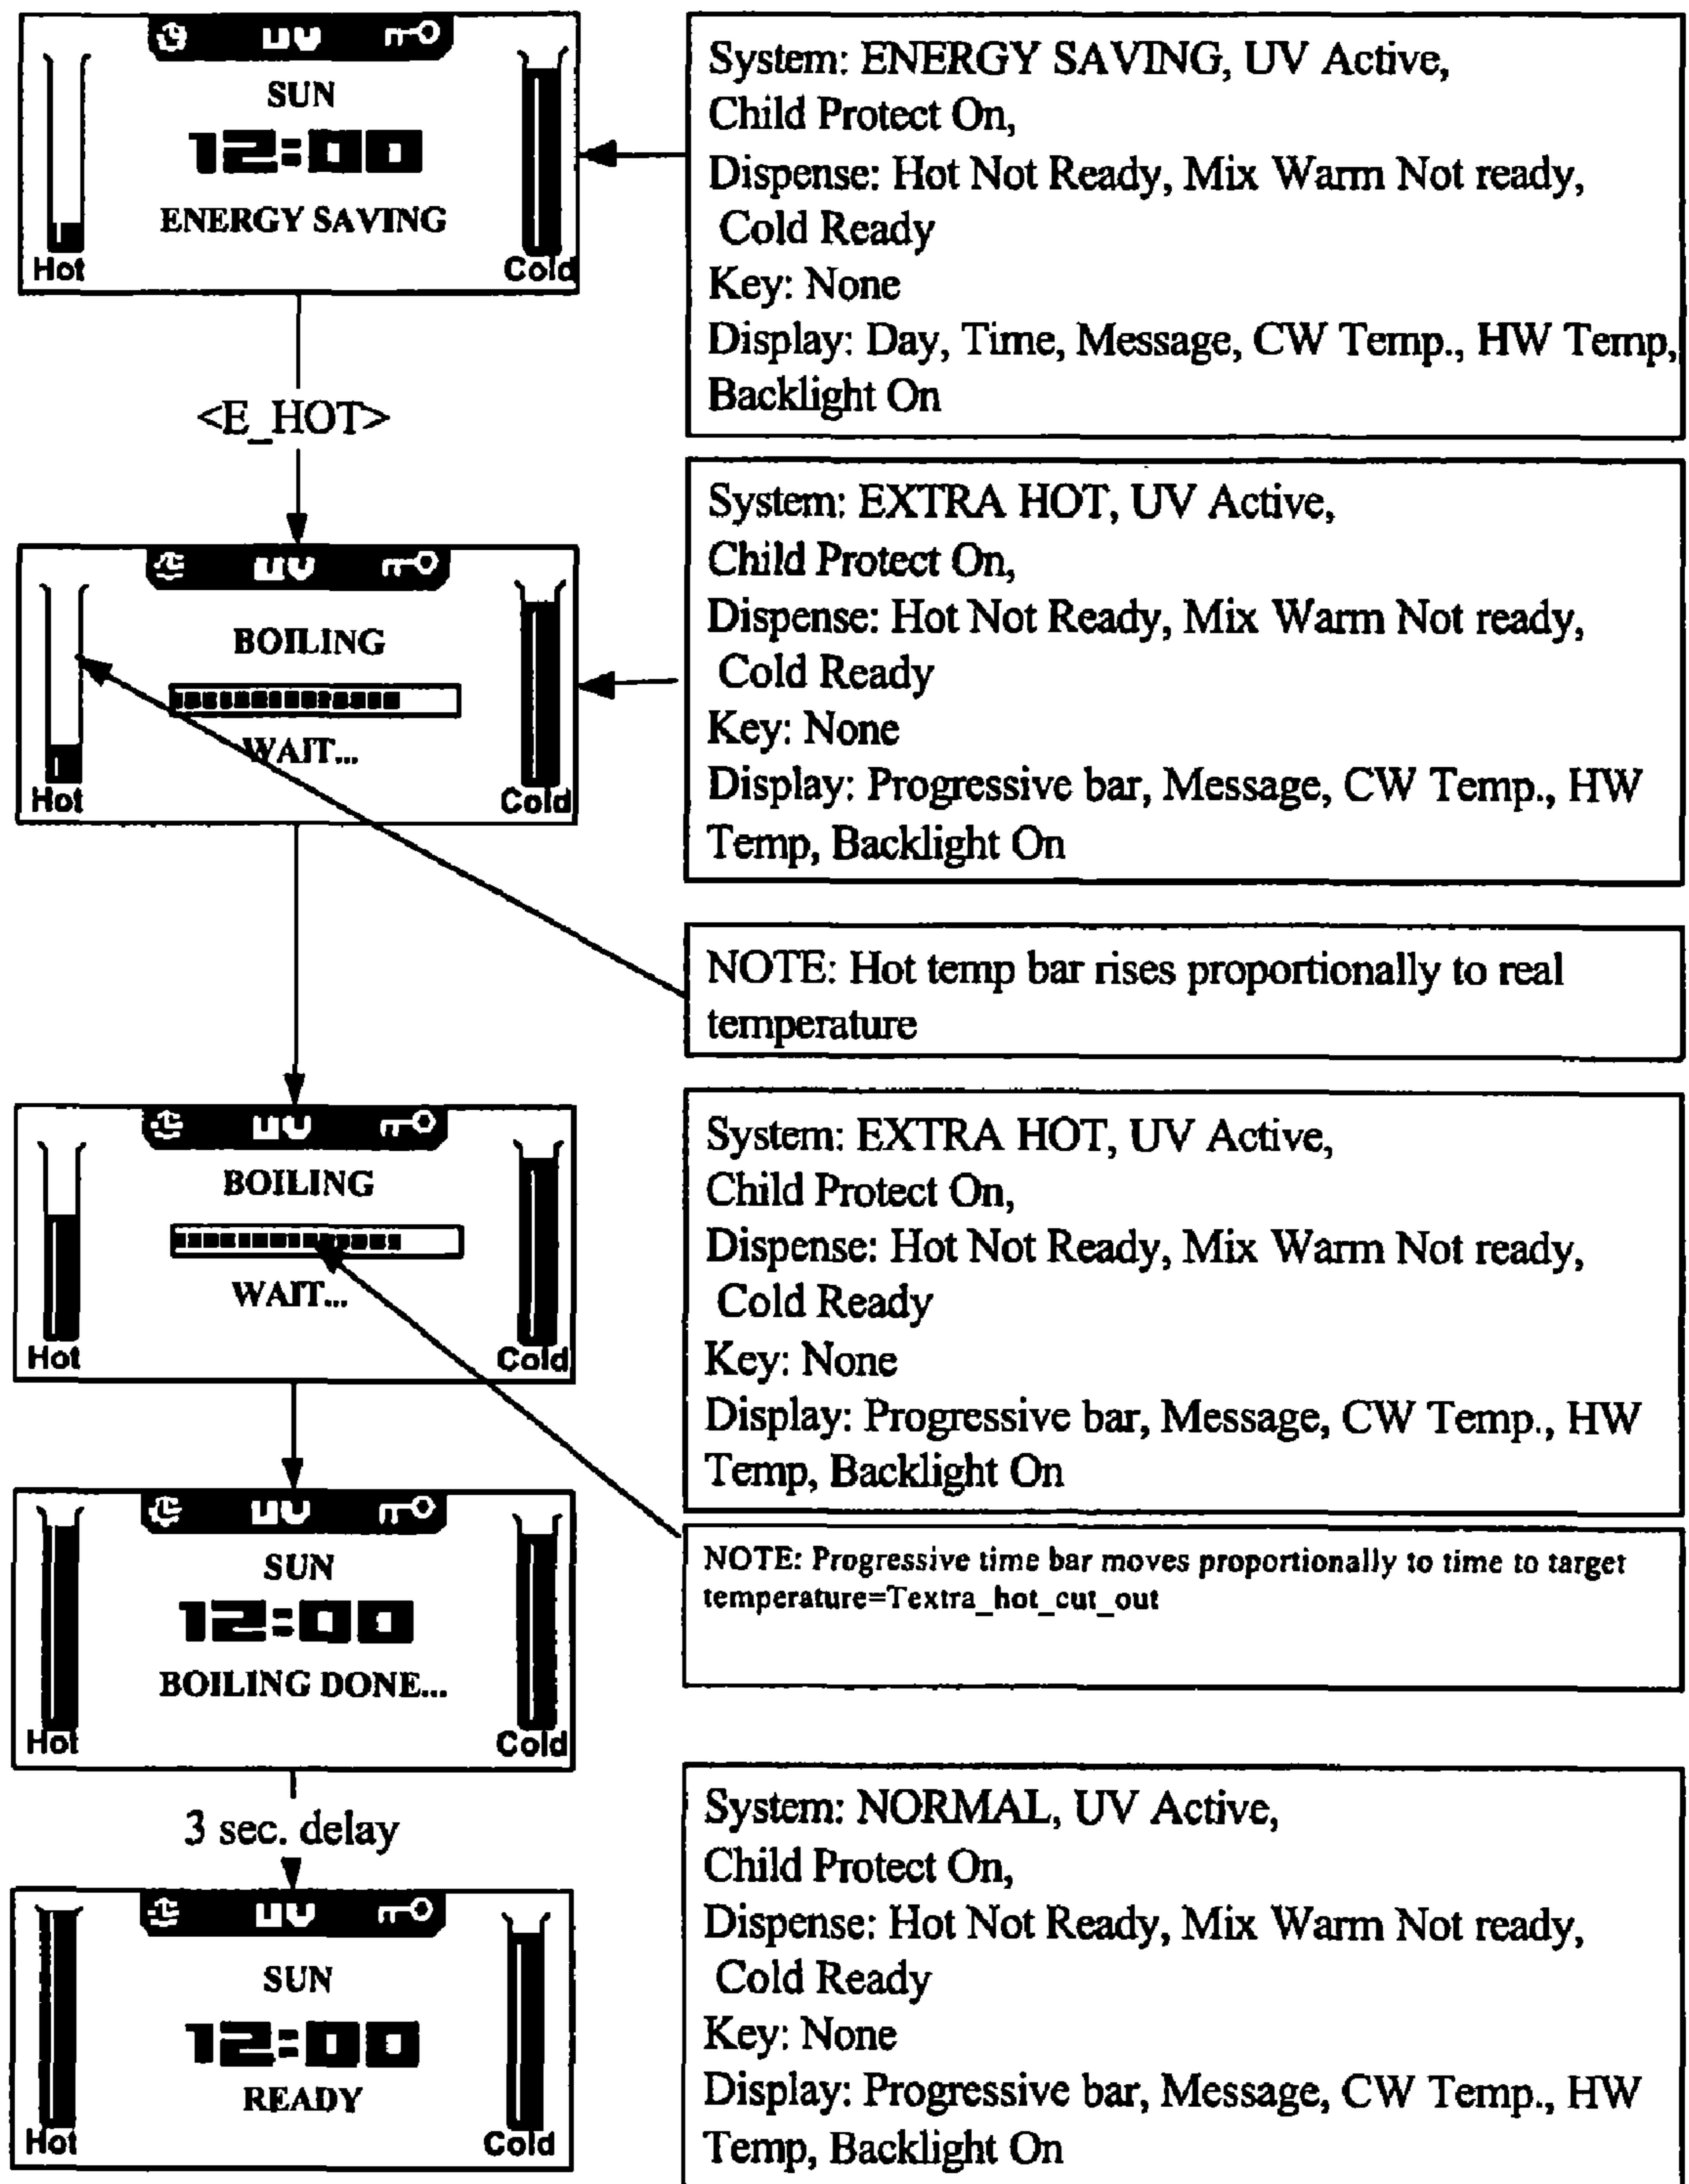 UV
SUN
12:00
ENERGY SAVING
Hot
Cold
System: ENERGY SAVING, UV Active,
Child Protect On,
Dispense: Hot Not Ready, Mix Warm Not ready,
Cold Ready
Key: None
Display: Day, Time, Message, CW Temp., HW Temp,
Backlight On
<E_HOT>
UV
BOILING
WAIT...
Hot
Cold
System: EXTRA HOT, UV Active,
Child Protect On,
Dispense: Hot Not Ready, Mix Warm Not ready,
Cold Ready
Key: None
Display: Progressive bar, Message, CW Temp., HW
Temp, Backlight On
NOTE: Hot temp bar rises proportionally to real
temperature
UV
BOILING
WAIT...
Hot
Cold
System: EXTRA HOT, UV Active,
Child Protect On,
Dispense: Hot Not Ready, Mix Warm Not ready,
Cold Ready
Key: None
Display: Progressive bar, Message, CW Temp., HW
Temp, Backlight On
UV
SUN
12:00
BOILING DONE...
Hot
Cold
NOTE: Progressive time bar moves proportionally to time to target
temperature=Textra_hot_cut_out
3 sec. delay
UV
SUN
12:00
READY
Hot
Cold
System: NORMAL, UV Active,
Child Protect On,
Dispense: Hot Not Ready, Mix Warm Not ready,
Cold Ready
Key: None
Display: Progressive bar, Message, CW Temp., HW
Temp, Backlight On